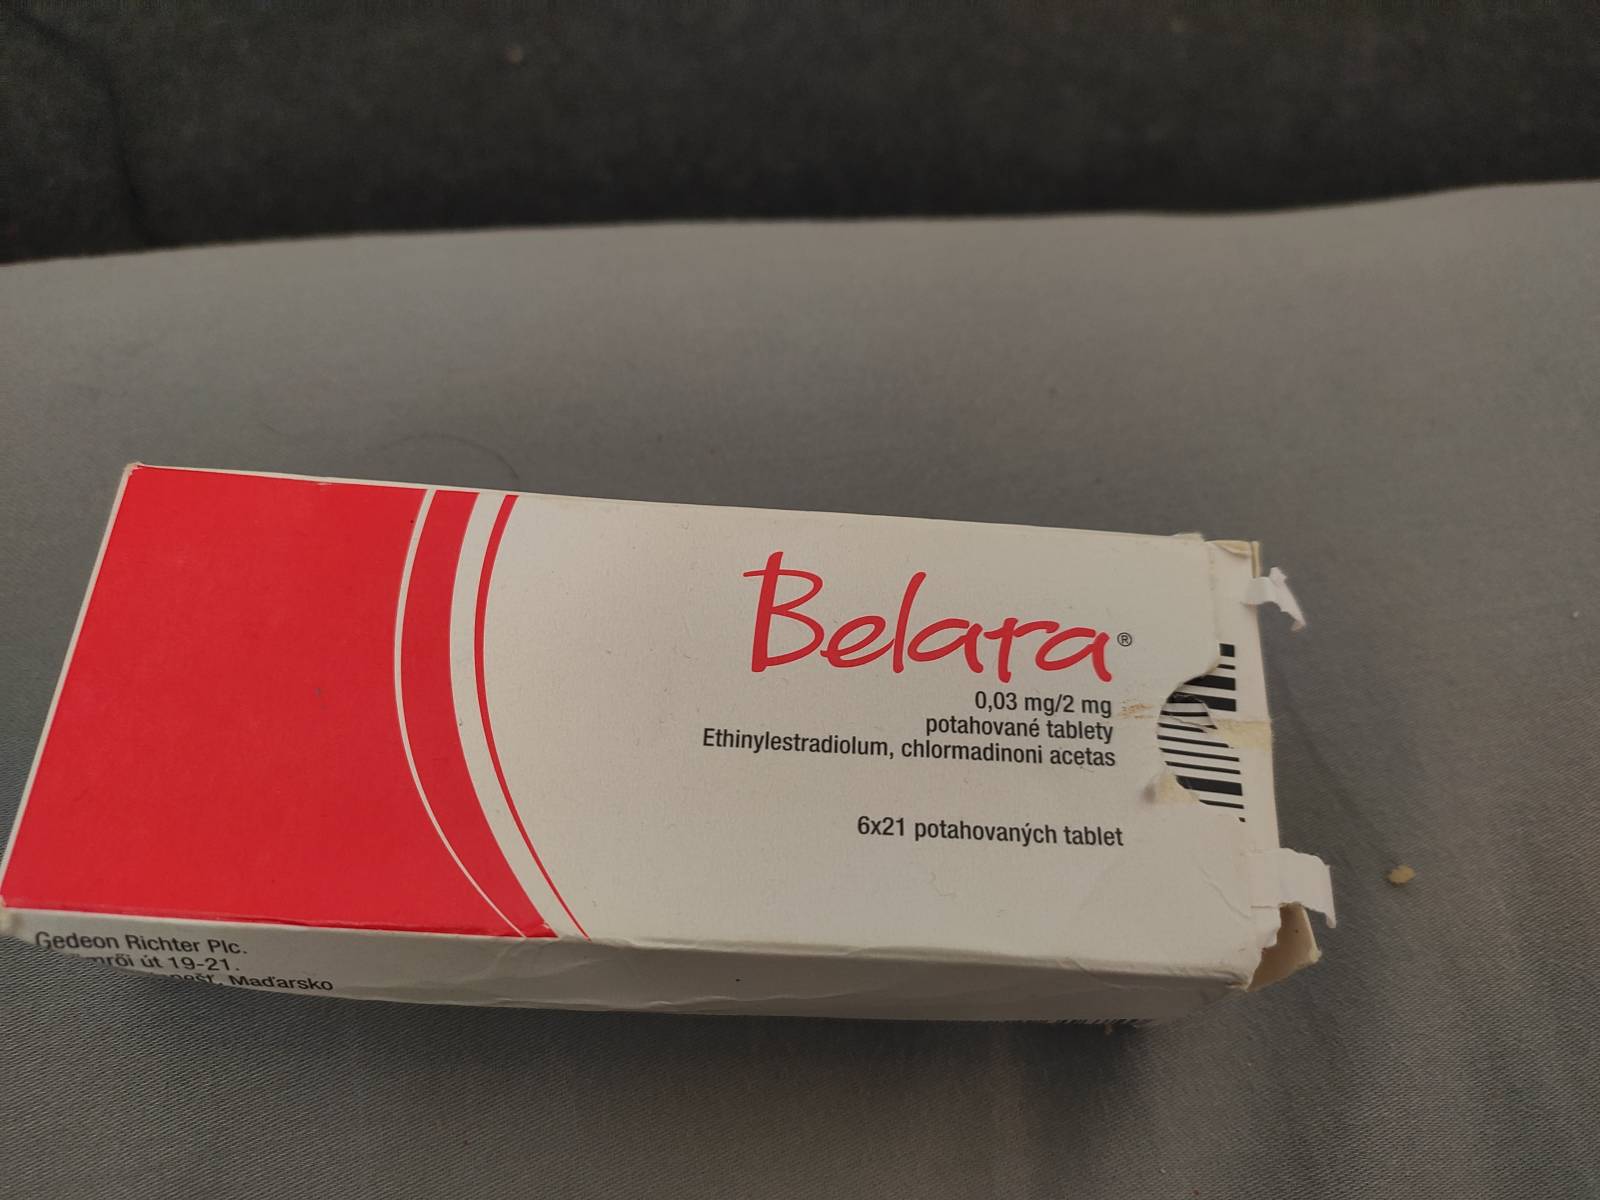 Belara®
0,03 mg/2 mg
potahované tablety
Ethinylestradiolum, chlormadinoni acetas
6x21 potahovaných tablet
Gedeon Richter Plc.
út 19-21.
Maďarsko